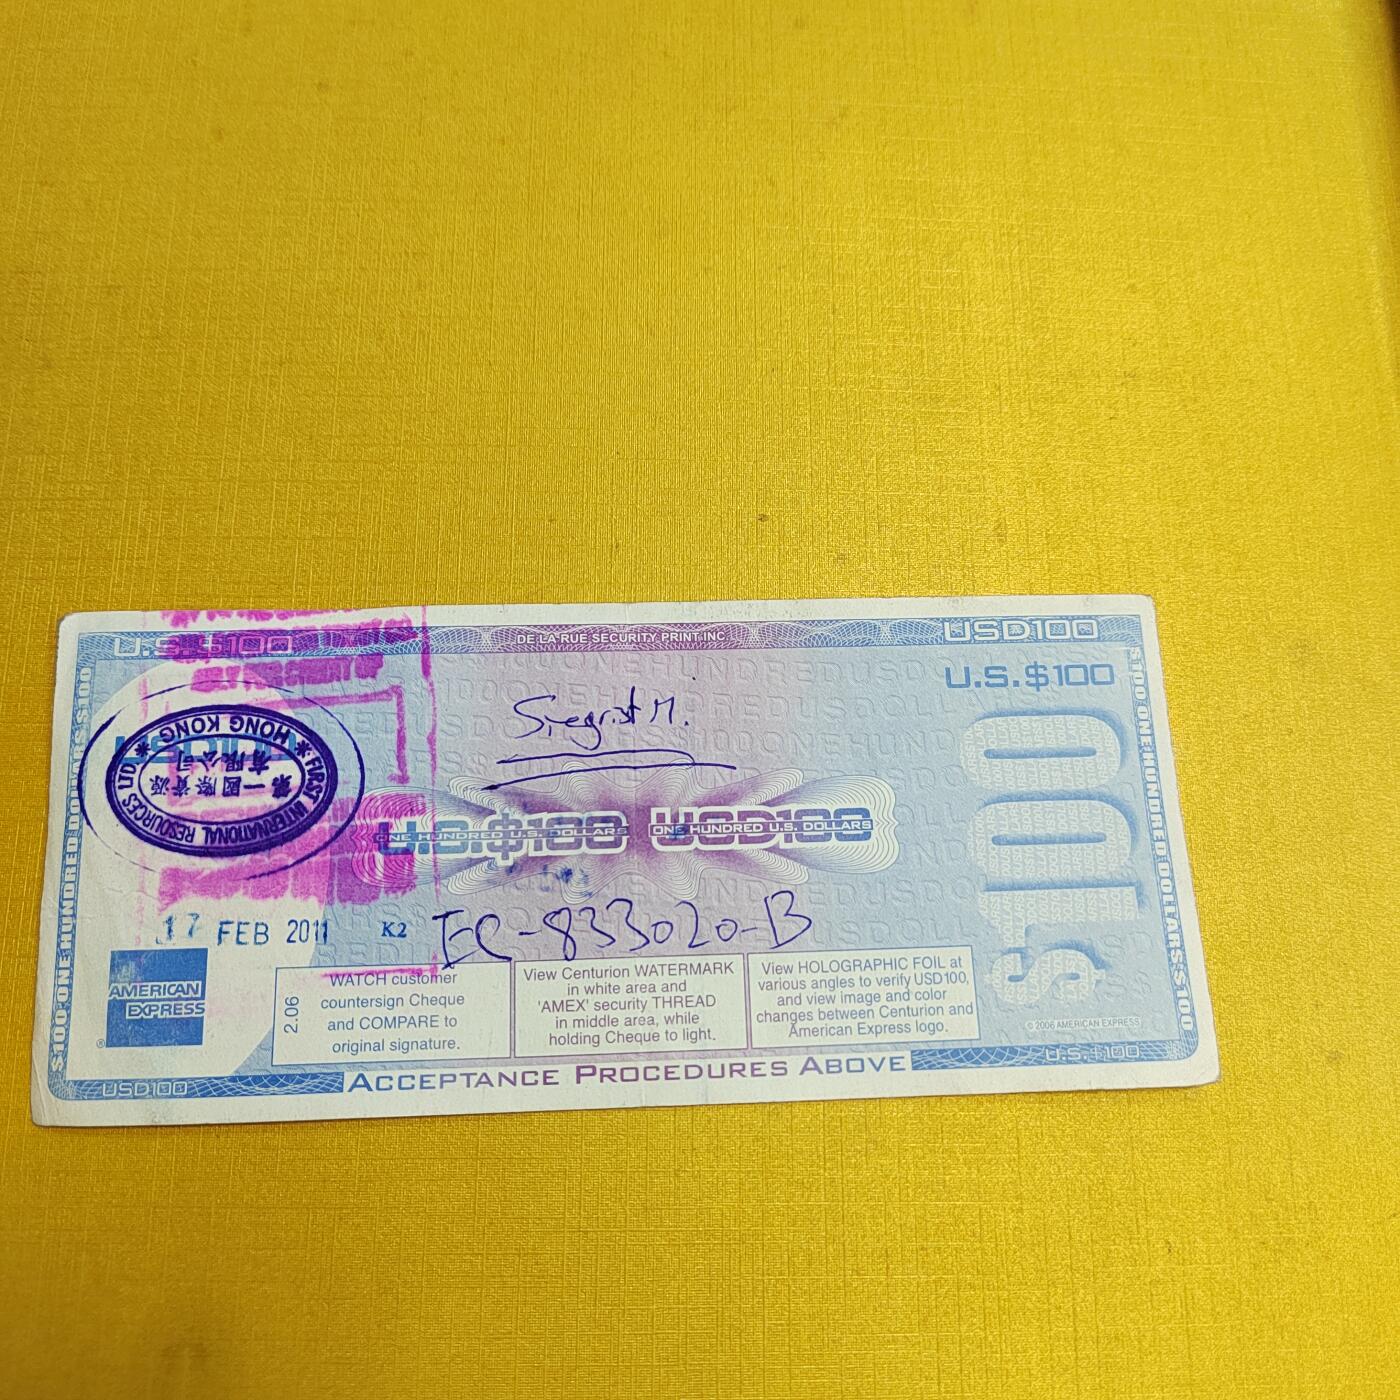 U.S.$100
DE LA RUE SECURITY PRINT INC
USD100
U.S.$100
Siegrist M.
FIRST INTERNATIONAL RESOURCES LTD
* HONG KONG *
第一國際資源
有限公司
U.S.$100 USD100
ONE HUNDRED U.S. DOLLARS ONE HUNDRED U.S. DOLLARS
$100
17 FEB 2011
K2
EC-833020-B
AMERICAN
EXPRESS
®
2.06
WATCH customer
countersign Cheque
and COMPARE to
original signature.
View Centurion WATERMARK
in white area and
'AMEX' security THREAD
in middle area, while
holding Cheque to light.
View HOLOGRAPHIC FOIL at
various angles to verify USD100,
and view image and color
changes between Centurion and
American Express logo.
© 2006 AMERICAN EXPRESS
USD100
ACCEPTANCE PROCEDURES ABOVE
U.S.$100
$100 ONE HUNDRED DOLLARS $100
$100 ONE HUNDRED DOLLARS $100